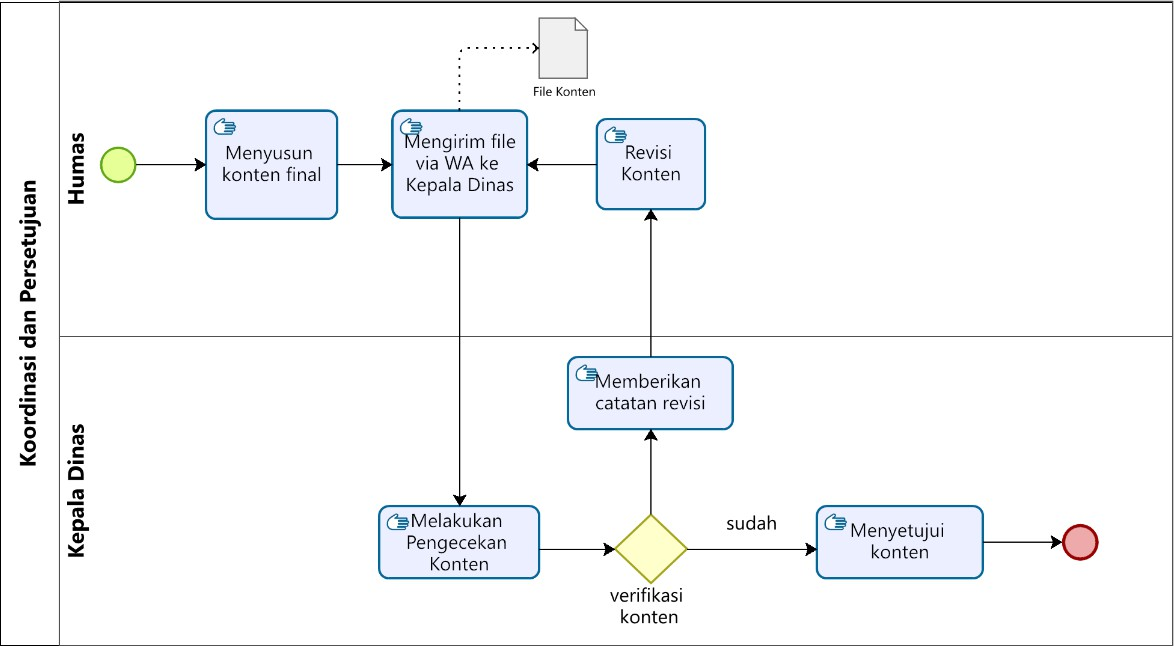 Koordinasi dan Persetujuan
Humas
File Konten
Menyusun
konten final
Mengirim file
via WA ke
Kepala Dinas
Revisi
Konten
Kepala Dinas
Memberikan
catatan revisi
Melakukan
Pengecekan
Konten
verifikasi
konten
sudah
Menyetujui
konten